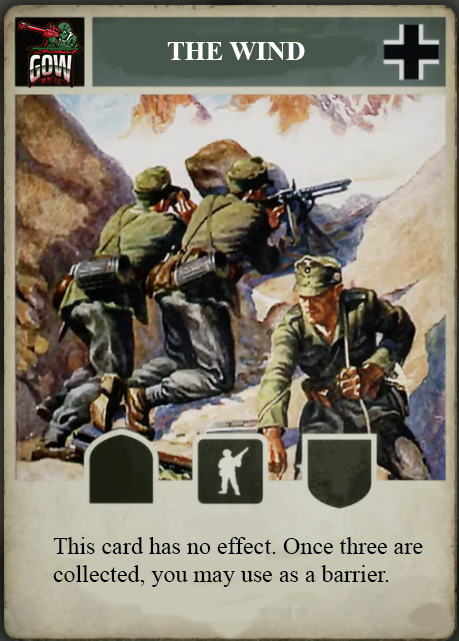 GOW
THE WIND
This card has no effect. Once three are
collected, you may use as a barrier.